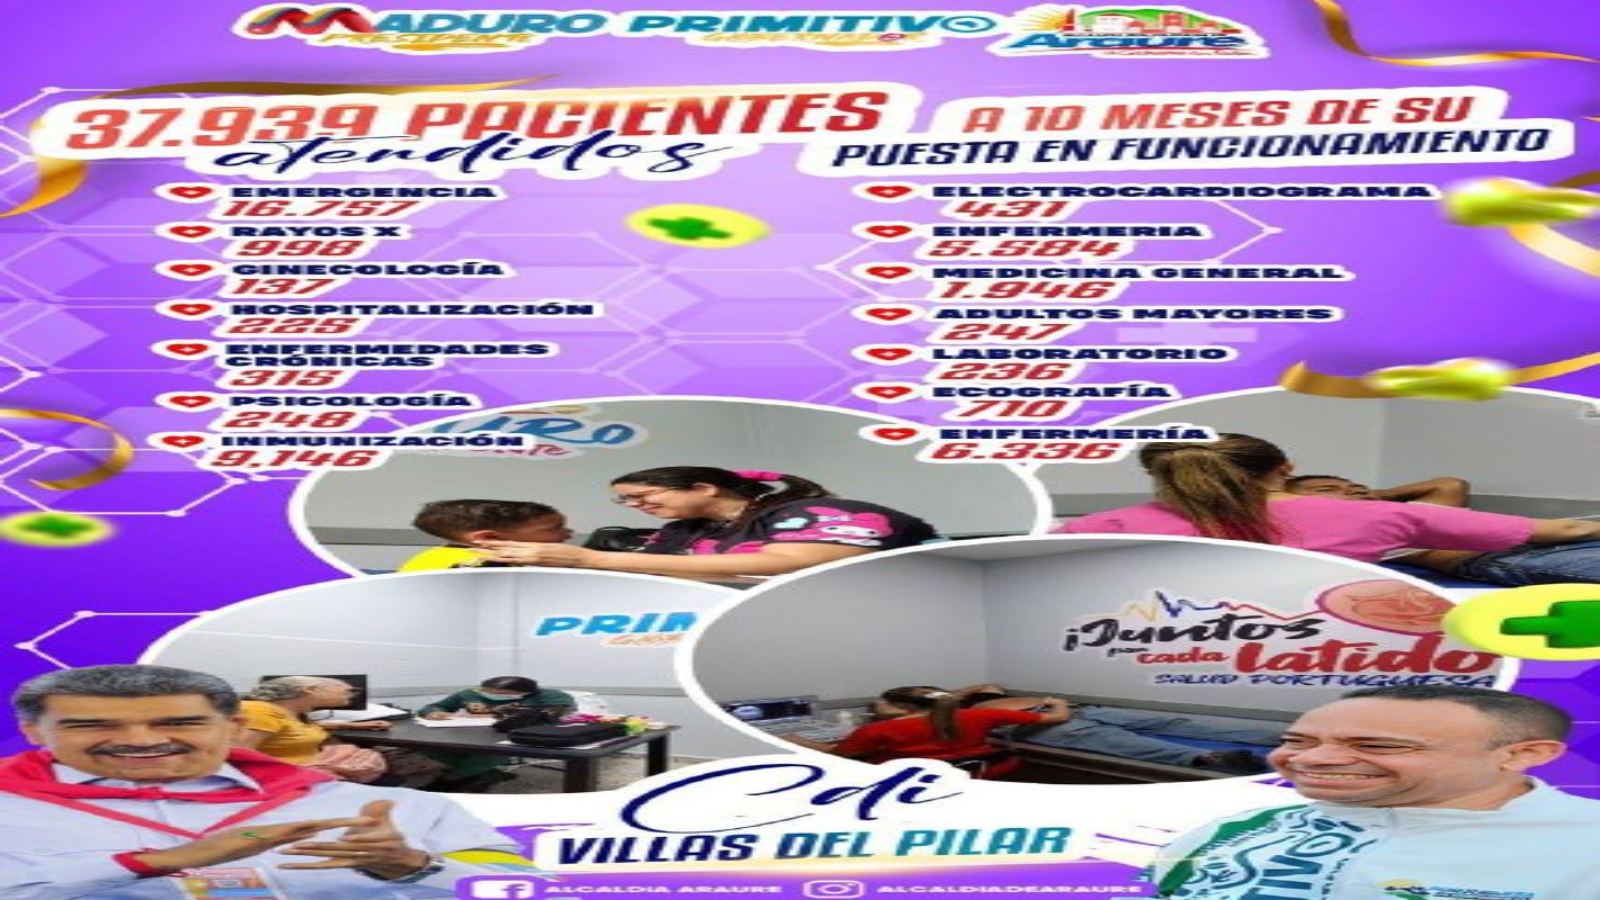 MADURO PRIMITIVO
PRESIDENTE GOBERNADOR
Araure
37.939 PACIENTES
atendidos
A 10 MESES DE SU
PUESTA EN FUNCIONAMIENTO
EMERGENCIA
16.757
RAYOS X
998
GINECOLOGÍA
137
HOSPITALIZACIÓN
225
ENFERMEDADES
CRÓNICAS
315
PSICOLOGÍA
248
INMUNIZACIÓN
9,146
ELECTROCARDIOGRAMA
431
ENFERMERIA
5.584
MEDICINA GENERAL
1.946
ADULTOS MAYORES
247
LABORATORIO
236
ECOGRAFÍA
710
ENFERMERÍA
6.336
¡Juntos
por cada latido
SALUD PORTUGUESA
Cdi
VILLAS DEL PILAR
ALCALDIA ARAURE
ALCALDIADEARAURE